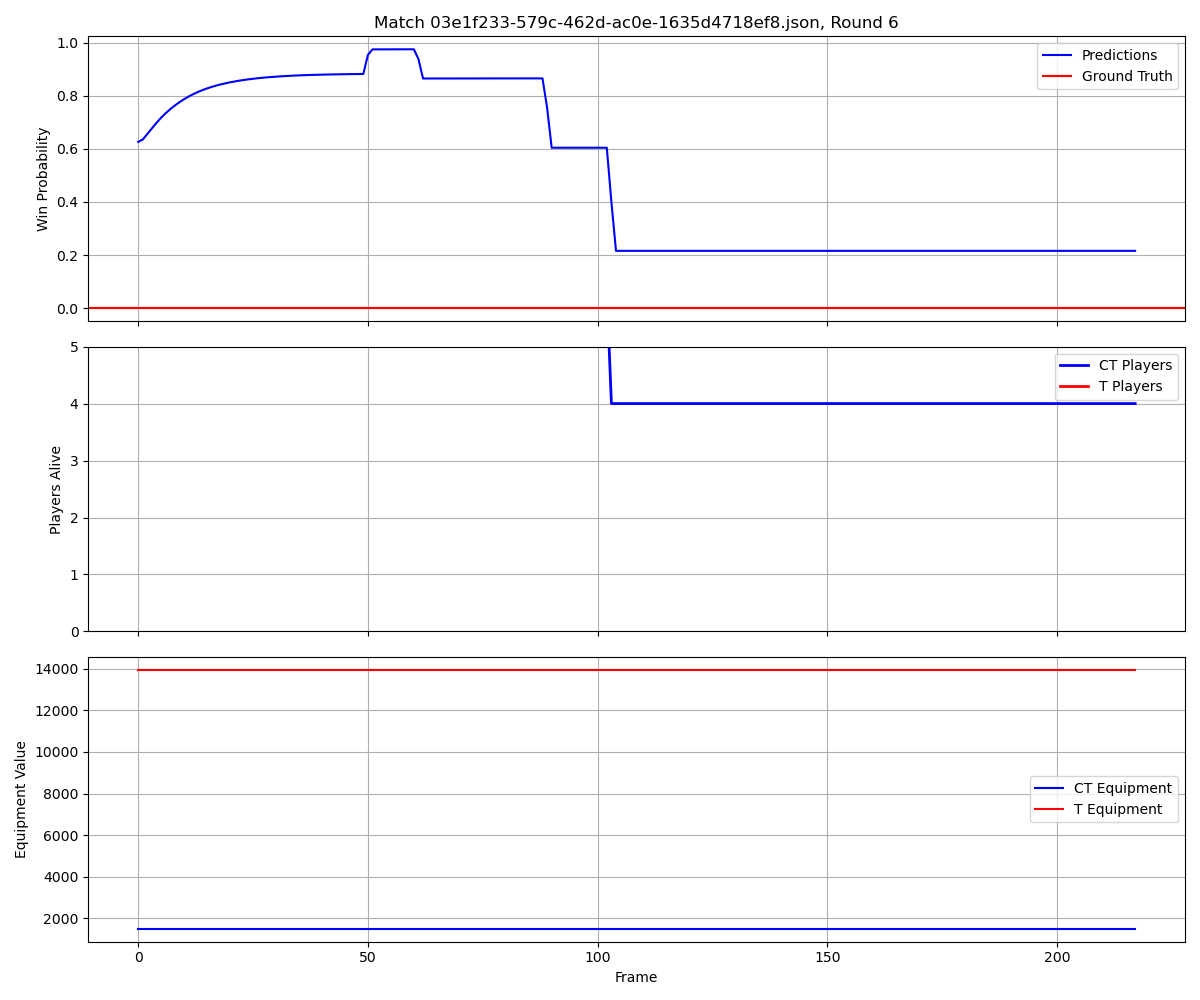 Match 03e1f233-579c-462d-ac0e-1635d4718ef8.json, Round 6
Win Probability
1.0
0.8
0.6
0.4
0.2
0.0
Predictions
Ground Truth
Players Alive
5
4
3
2
1
0
CT Players
T Players
Equipment Value
14000
12000
10000
8000
6000
4000
2000
CT Equipment
T Equipment
0
50
100
150
200
Frame